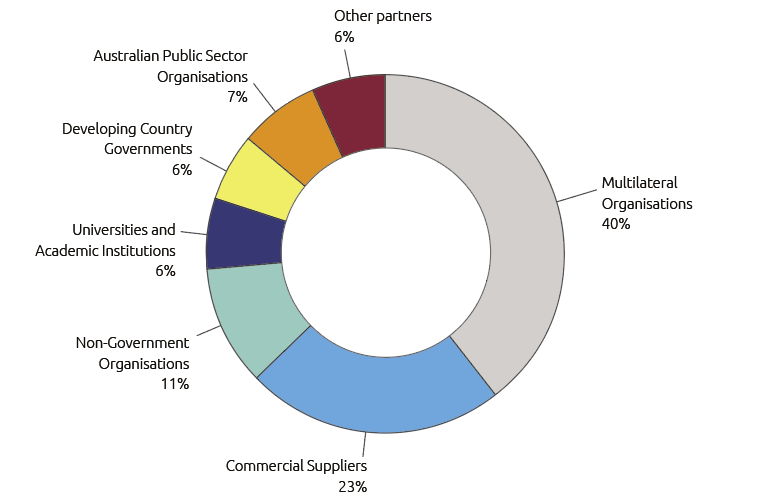 Other partners
6%
Australian Public Sector
Organisations
7%
Developing Country
Governments
6%
Universities and
Academic Institutions
6%
Non-Government
Organisations
11%
Commercial Suppliers
23%
Multilateral
Organisations
40%